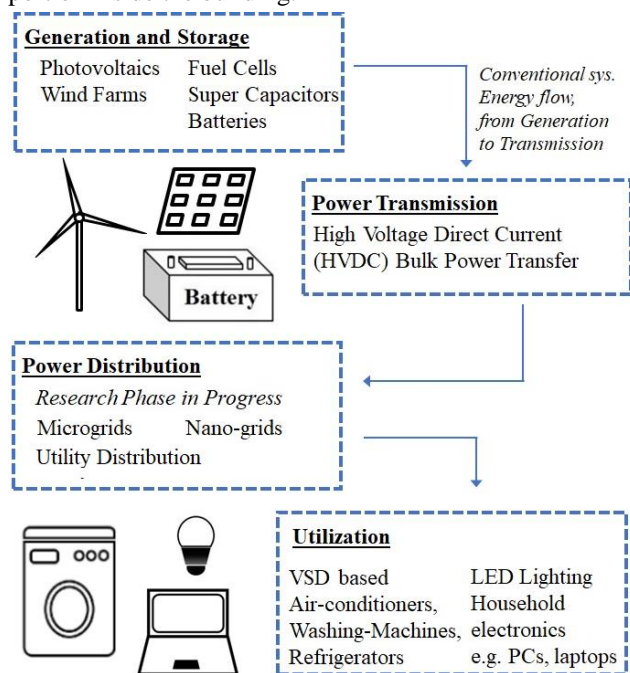 Generation and Storage
Photovoltaics Fuel Cells
Wind Farms Super Capacitors
Batteries
Conventional sys.
Energy flow,
from Generation
to Transmission
Power Transmission
High Voltage Direct Current
(HVDC) Bulk Power Transfer
Battery
Power Distribution
Research Phase in Progress
Microgrids Nano-grids
Utility Distribution
Utilization
VSD based LED Lighting
Air-conditioners, Household
Washing-Machines, electronics
Refrigerators e.g. PCs, laptops